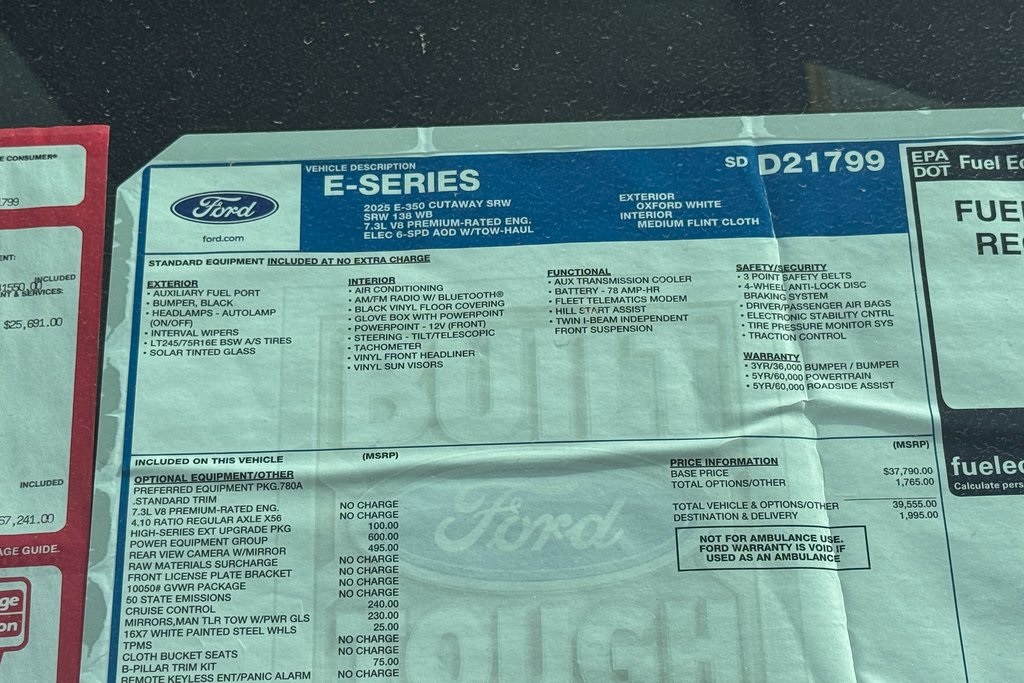 E CONSUMER®
799
ENT:
INCLUDED
1550.00
NT & SERVICES:
$25,691.00
INCLUDED
67,241.00
AGE GUIDE.
ge
on
Ford
ford.com
VEHICLE DESCRIPTION
E-SERIES
2025 E-350 CUTAWAY SRW
SRW 138 WB
7.3L V8 PREMIUM-RATED ENG.
ELEC 6-SPD AOD W/TOW-HAUL
EXTERIOR
OXFORD WHITE
INTERIOR
MEDIUM FLINT CLOTH
SD D21799
STANDARD EQUIPMENT INCLUDED AT NO EXTRA CHARGE
EXTERIOR
• AUXILIARY FUEL PORT
• BUMPER, BLACK
• HEADLAMPS - AUTOLAMP
(ON/OFF)
• INTERVAL WIPERS
• LT245/75R16E BSW A/S TIRES
• SOLAR TINTED GLASS
INTERIOR
• AIR CONDITIONING
• AM/FM RADIO W/ BLUETOOTH®
• BLACK VINYL FLOOR COVERING
• GLOVE BOX WITH POWERPOINT
• POWERPOINT - 12V (FRONT)
• STEERING - TILT/TELESCOPIC
• TACHOMETER
• VINYL FRONT HEADLINER
• VINYL SUN VISORS
FUNCTIONAL
• AUX TRANSMISSION COOLER
• BATTERY - 78 AMP-HR
• FLEET TELEMATICS MODEM
• HILL START ASSIST
• TWIN I-BEAM INDEPENDENT
FRONT SUSPENSION
SAFETY/SECURITY
• 3 POINT SAFETY BELTS
• 4-WHEEL ANTI-LOCK DISC
BRAKING SYSTEM
• DRIVER/PASSENGER AIR BAGS
• ELECTRONIC STABILITY CNTRL
• TIRE PRESSURE MONITOR SYS
• TRACTION CONTROL
WARRANTY
• 3YR/36,000 BUMPER / BUMPER
• 5YR/60,000 POWERTRAIN
• 5YR/60,000 ROADSIDE ASSIST
BUILT
Ford
TOUGH
INCLUDED ON THIS VEHICLE (MSRP)
OPTIONAL EQUIPMENT/OTHER
PREFERRED EQUIPMENT PKG.780A
.STANDARD TRIM
7.3L V8 PREMIUM-RATED ENG.
4.10 RATIO REGULAR AXLE X56
HIGH-SERIES EXT UPGRADE PKG
POWER EQUIPMENT GROUP
REAR VIEW CAMERA W/MIRROR
RAW MATERIALS SURCHARGE
FRONT LICENSE PLATE BRACKET
10050# GVWR PACKAGE
50 STATE EMISSIONS
CRUISE CONTROL
MIRRORS,MAN TLR TOW W/PWR GLS
16X7 WHITE PAINTED STEEL WHLS
TPMS
CLOTH BUCKET SEATS
B-PILLAR TRIM KIT
REMOTE KEYLESS ENT/PANIC ALARM
NO CHARGE
NO CHARGE
100.00
600.00
495.00
NO CHARGE
NO CHARGE
NO CHARGE
NO CHARGE
240.00
230.00
25.00
NO CHARGE
NO CHARGE
75.00
NO CHARGE
PRICE INFORMATION
(MSRP)
BASE PRICE $37,790.00
TOTAL OPTIONS/OTHER 1,765.00
TOTAL VEHICLE & OPTIONS/OTHER 39,555.00
DESTINATION & DELIVERY 1,995.00
NOT FOR AMBULANCE USE.
FORD WARRANTY IS VOID IF
USED AS AN AMBULANCE
EPA
DOT
Fuel Ec
FUEL
RE
fuelec
Calculate pers